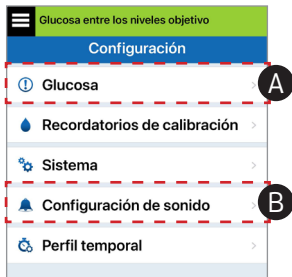 Glucosa entre los niveles objetivo
Configuración
Glucosa
A
Recordatorios de calibración
Sistema
Configuración de sonido
B
Perfil temporal